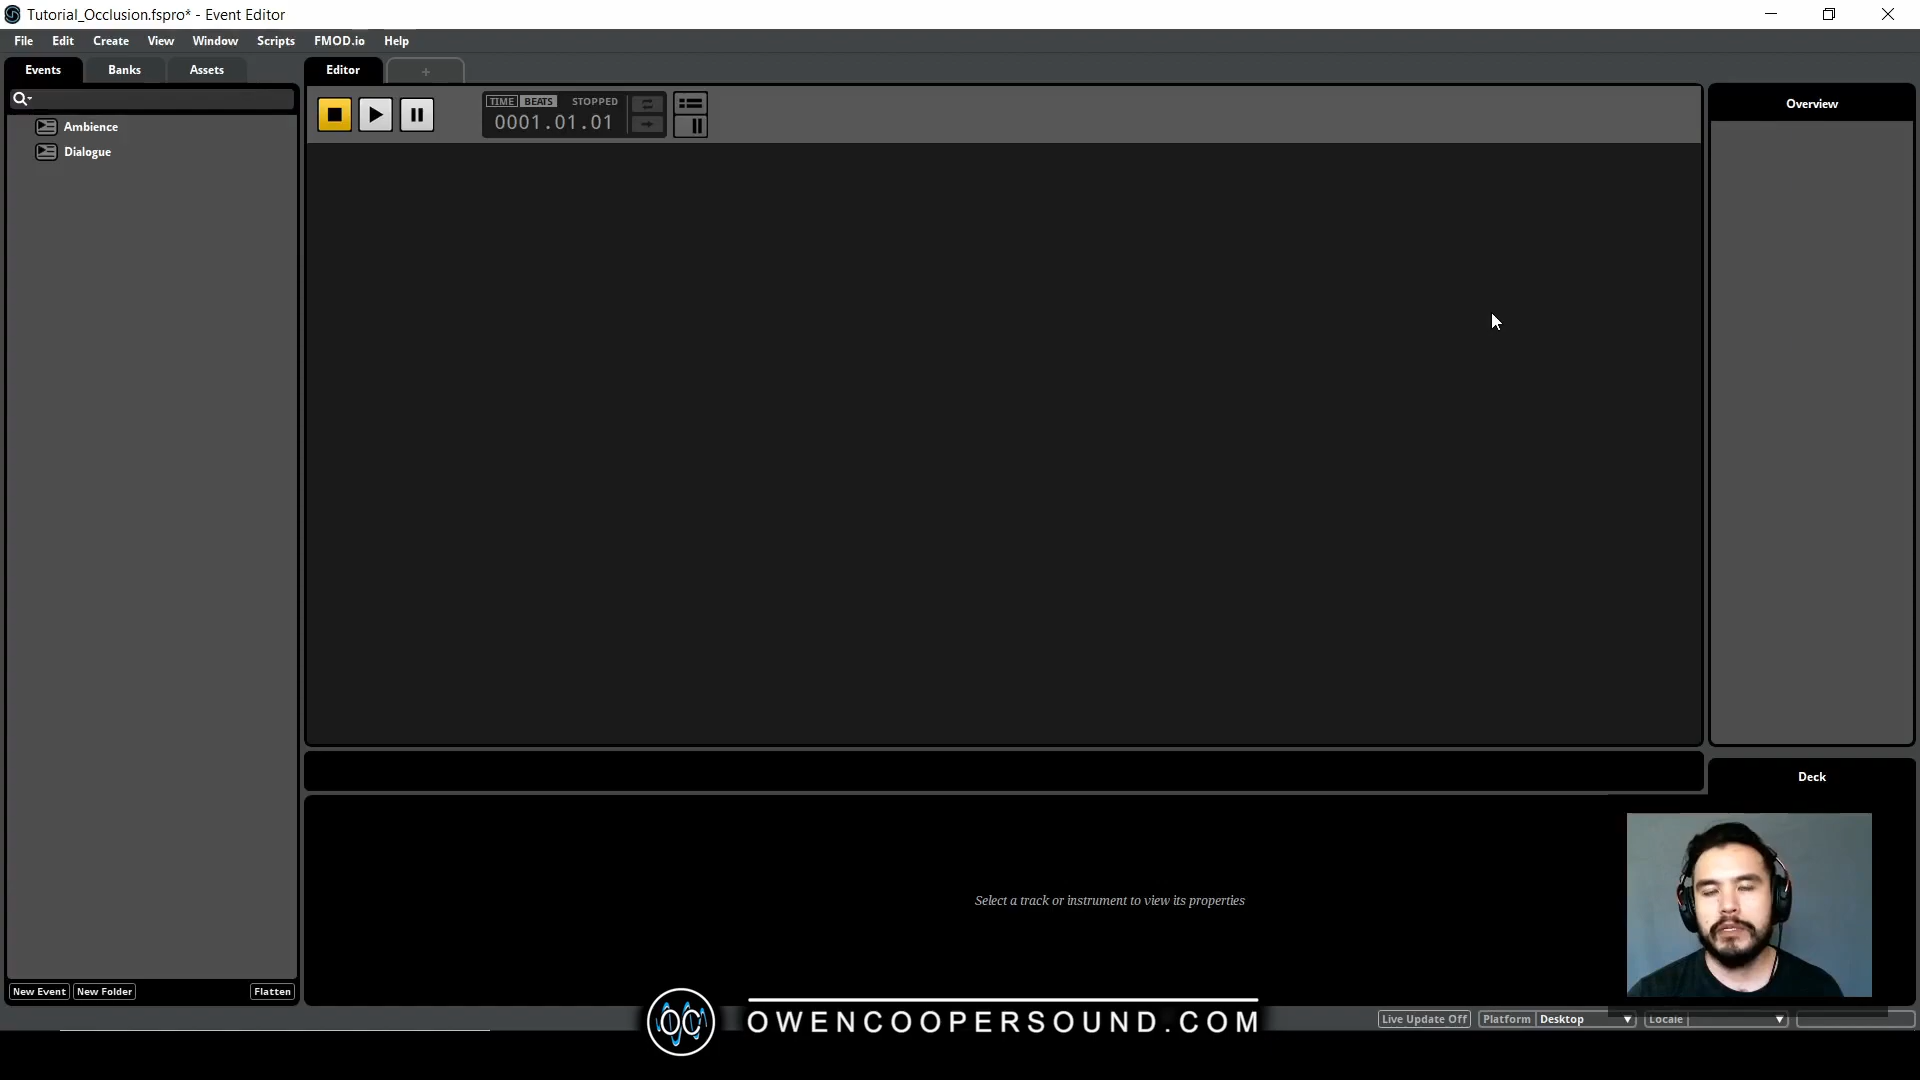 Tutorial_Occlusion.fspro* - Event Editor
File Edit Create View Window Scripts FMOD.io Help
Events Banks Assets
Editor +
TIME BEATS STOPPED
0001.01.01
Overview
Ambience
Dialogue
Deck
Select a track or instrument to view its properties
New Event New Folder Flatten
OC OWENCOOPERSOUND.COM
Live Update Off Platform Desktop Locale